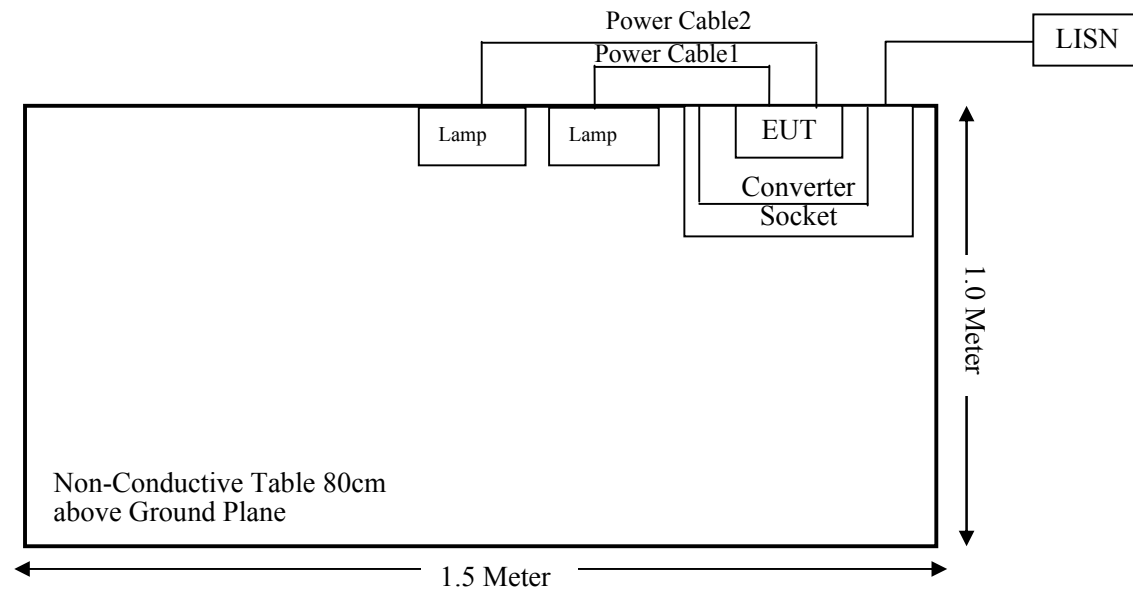 Power Cable2
LISN
Power Cable1
Lamp
Lamp
EUT
Converter
Socket
1.0 Meter
Non-Conductive Table 80cm
above Ground Plane
1.5 Meter